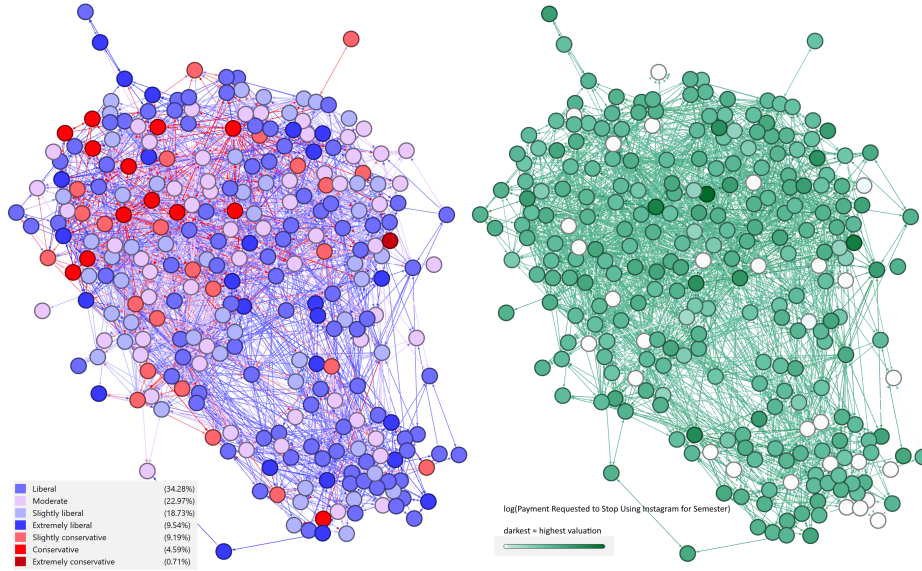 Liberal (34.28%)
Moderate (22.97%)
Slightly liberal (18.73%)
Extremely liberal (9.54%)
Slightly conservative (9.19%)
Conservative (4.59%)
Extremely conservative (0.71%)
log(Payment Requested to Stop Using Instagram for Semester)
darkest = highest valuation